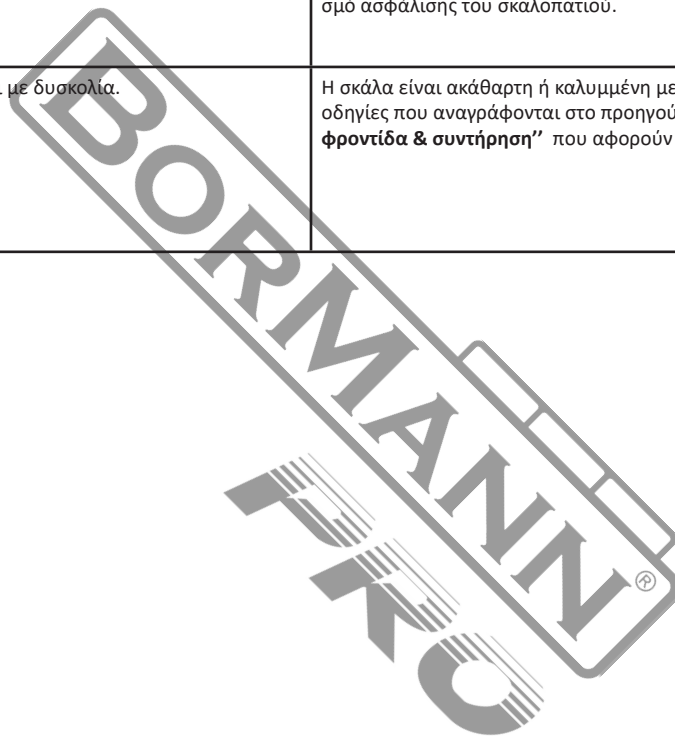 σμό ασφάλισης του σκαλοπατιού.
με δυσκολία.
Η σκάλα είναι ακάθαρτη ή καλυμμένη με
οδηγίες που αναγράφονται στο προηγού
φροντίδα & συντήρηση’’ που αφορούν
BORMANN®
PRO